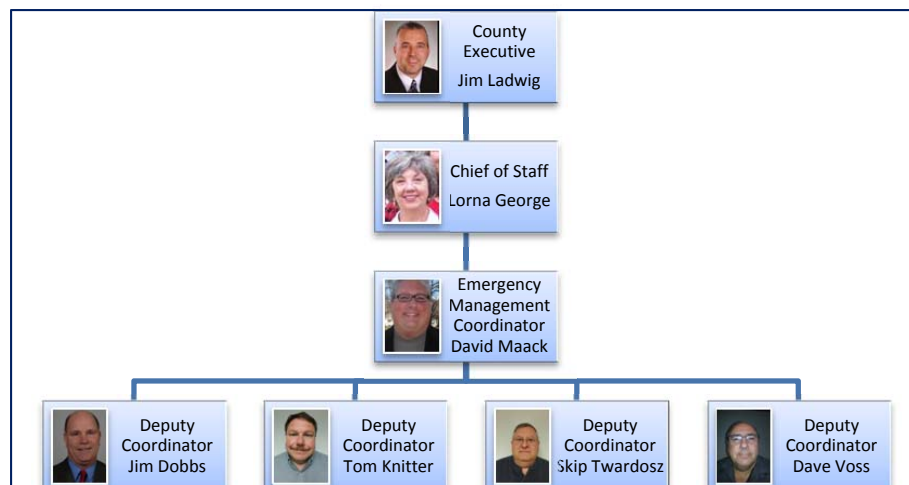 County
Executive
Jim Ladwig
Chief of Staff
Lorna George
Emergency
Management
Coordinator
David Maack
Deputy
Coordinator
Jim Dobbs
Deputy
Coordinator
Tom Knitter
Deputy
Coordinator
Skip Twardosz
Deputy
Coordinator
Dave Voss